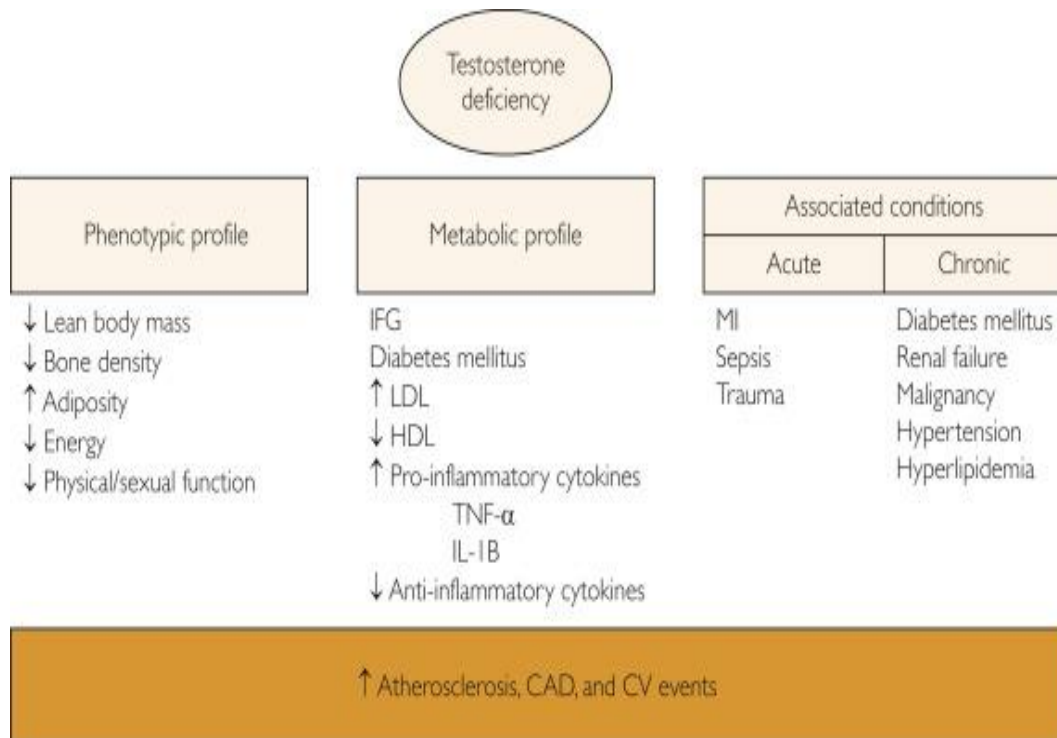 Testosterone
deficiency
Phenotypic profile
↓ Lean body mass
↓ Bone density
↑ Adiposity
↓ Energy
↓ Physical/sexual function
Metabolic profile
IFG
Diabetes mellitus
↑ LDL
↓ HDL
↑ Pro-inflammatory cytokines
TNF-α
IL-1B
↓ Anti-inflammatory cytokines
Associated conditions
Acute
MI
Sepsis
Trauma
Chronic
Diabetes mellitus
Renal failure
Malignancy
Hypertension
Hyperlipidemia
↑ Atherosclerosis, CAD, and CV events